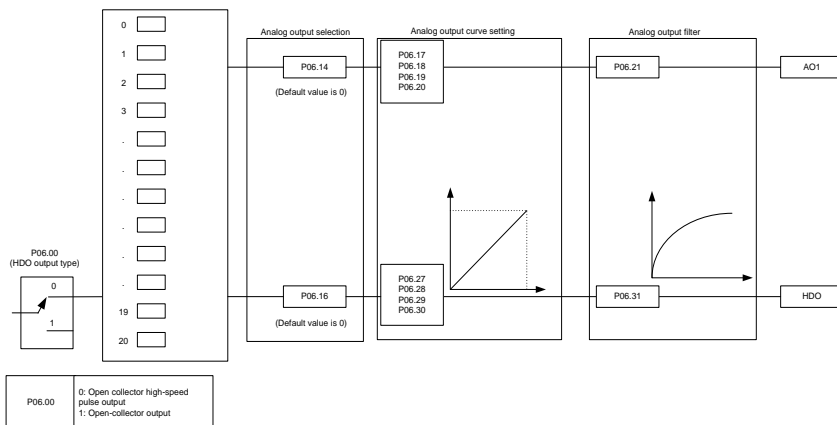 0
1
2
3
.
.
.
.
.
.
19
20
Analog output selection
P06.14
(Default value is 0)
P06.16
(Default value is 0)
Analog output curve setting
P06.17
P06.18
P06.19
P06.20
P06.27
P06.28
P06.29
P06.30
Analog output filter
P06.21
P06.31
AO1
HDO
P06.00
(HDO output type)
0
1
P06.00
0: Open collector high-speed
pulse output
1: Open-collector output